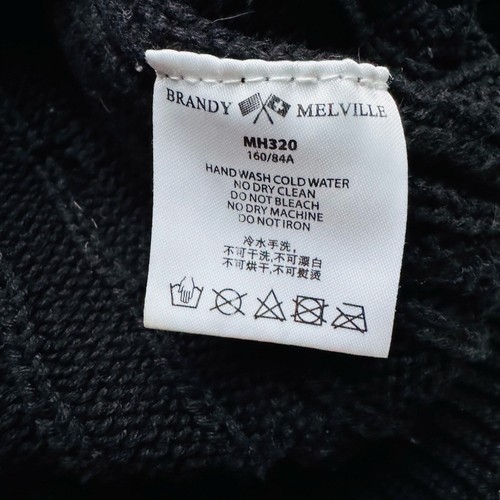 BRANDY MELVILLE
MH320
160/84A
HAND WASH COLD WATER
NO DRY CLEAN
DO NOT BLEACH
NO DRY MACHINE
DO NOT IRON
冷水手洗,
不可干洗,不可漂白
不可烘干,不可熨烫